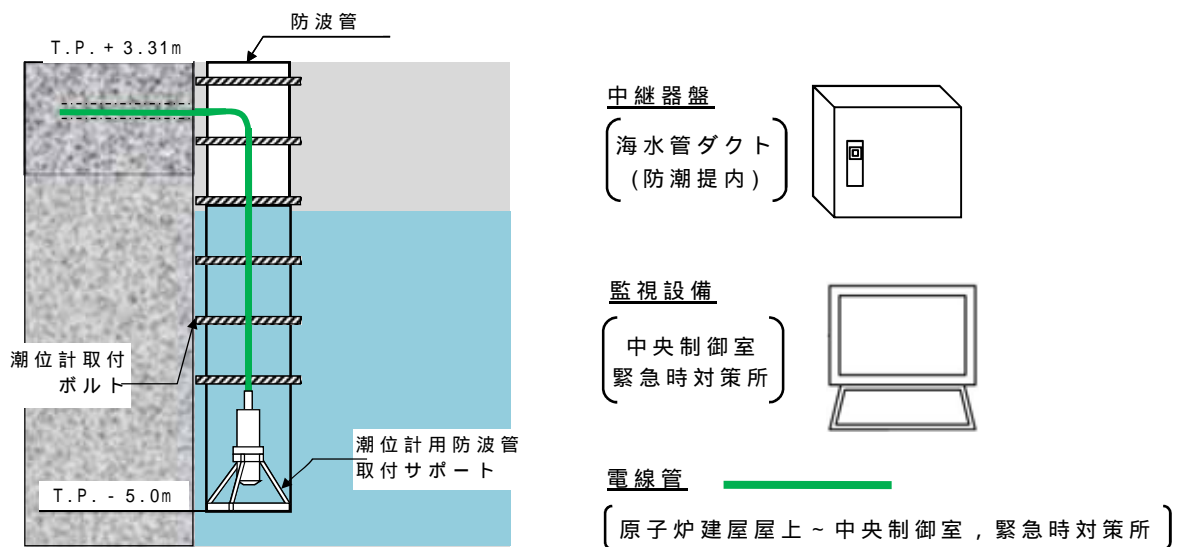 防波管
T.P.+3.31m
潮位計取付
ボルト
潮位計用防波管
取付サポート
T.P.-5.0m
中継器盤
海水管ダクト
(防潮提内)
監視設備
中央制御室
緊急時対策所
電線管
原子炉建屋屋上~中央制御室,緊急時対策所